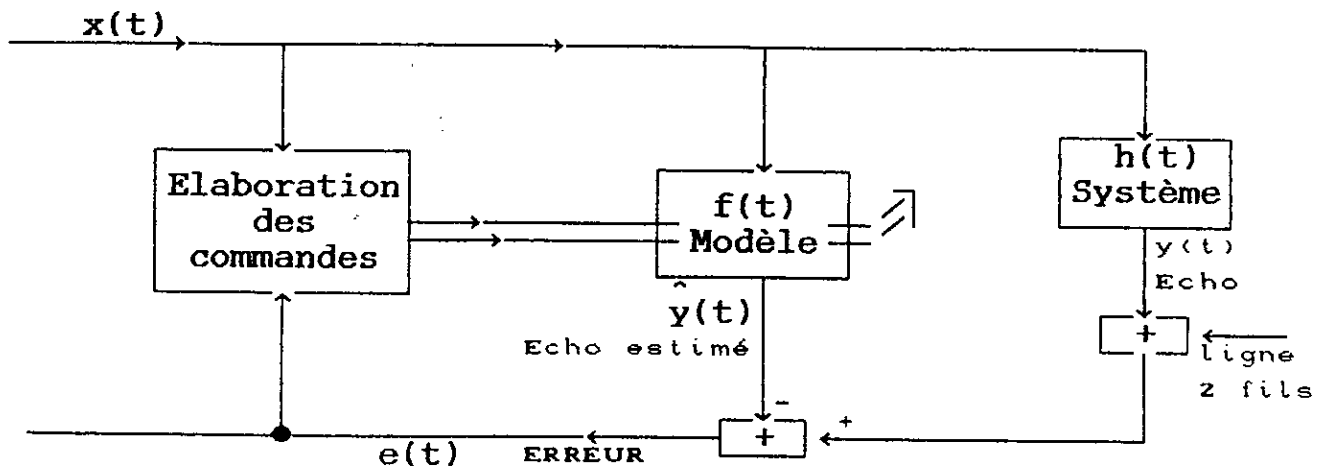 x(t)
Elaboration
des
commandes
f(t)
Modèle
h(t)
Système
y(t)
Echo
ŷ(t)
Echo estimé
+
ligne
2 fils
-
+
+
e(t)
ERREUR